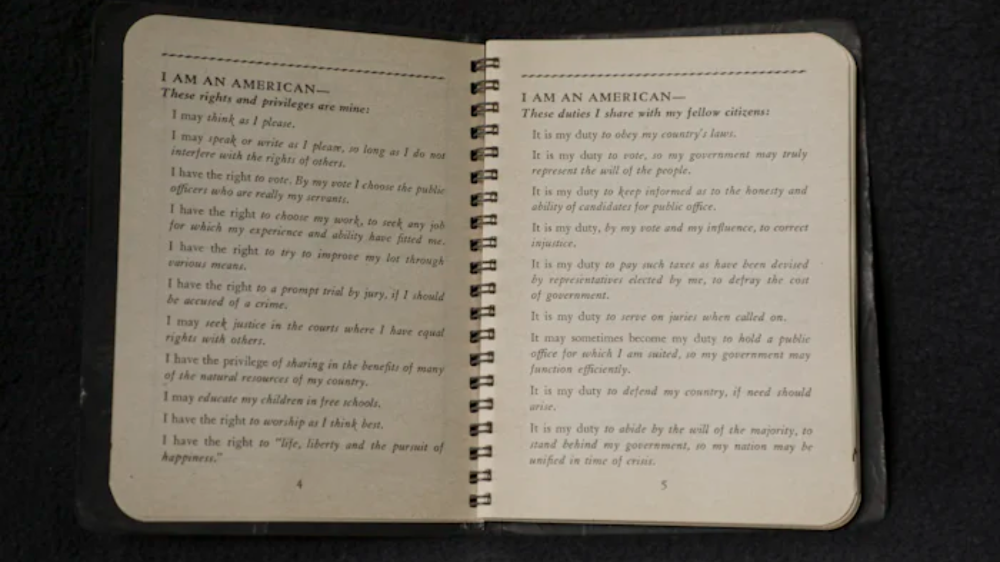 I AM AN AMERICAN—
These rights and privileges are mine:
I may think as I please.
I may speak or write as I please, so long as I do not
interfere with the rights of others.
I have the right to vote. By my vote I choose the public
officers who are really my servants.
I have the right to choose my work, to seek any job
for which my experience and ability have fitted me.
I have the right to try to improve my lot through
various means.
I have the right to a prompt trial by jury, if I should
be accused of a crime.
I may seek justice in the courts where I have equal
rights with others.
I have the privilege of sharing in the benefits of many
of the natural resources of my country.
I may educate my children in free schools.
I have the right to worship as I think best.
I have the right to "life, liberty and the pursuit of
happiness."
4
I AM AN AMERICAN—
These duties I share with my fellow citizens:
It is my duty to obey my country's laws.
It is my duty to vote, so my government may truly
represent the will of the people.
It is my duty to keep informed as to the honesty and
ability of candidates for public office.
It is my duty, by my vote and my influence, to correct
injustice.
It is my duty to pay such taxes as have been devised
by representatives elected by me, to defray the cost
of government.
It is my duty to serve on juries when called on.
It may sometimes become my duty to hold a public
office for which I am suited, so my government may
function efficiently.
It is my duty to defend my country, if need should
arise.
It is my duty to abide by the will of the majority, to
stand behind my government, so my nation may be
unified in time of crisis.
5